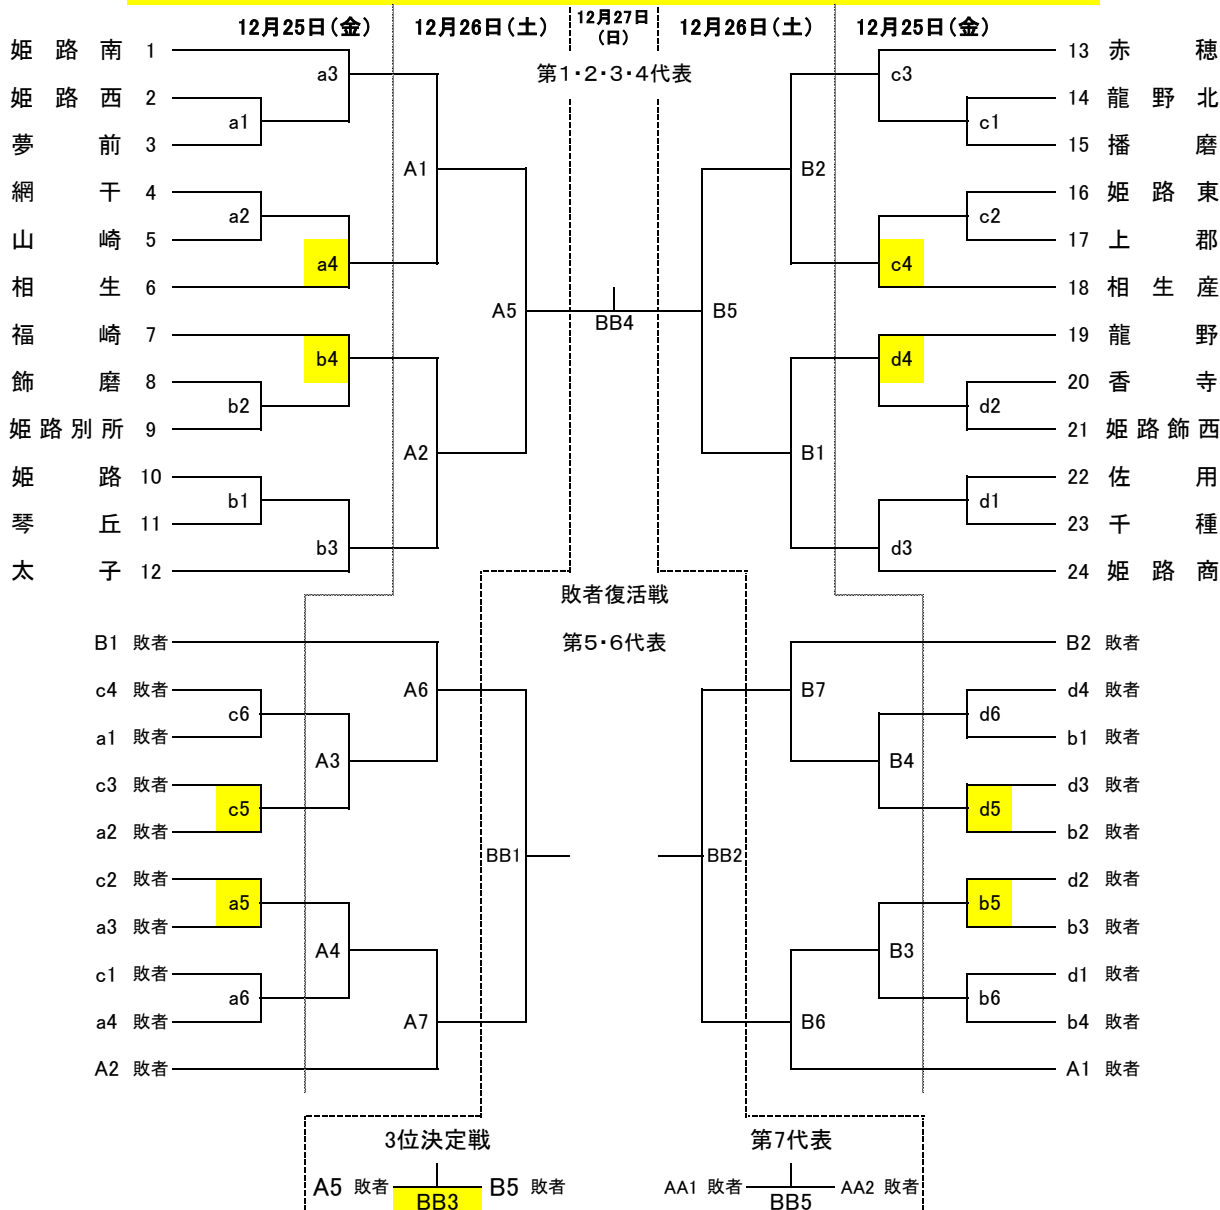 12月25日(金) 12月26日(土) 12月27日(日) 12月26日(土) 12月25日(金)
第1・2・3・4代表
姫路南 1
姫路西 2
夢前 3
網干 4
山崎 5
相生 6
福崎 7
飾磨 8
姫路別所 9
姫路 10
琴丘 11
太子 12
a3
a1
A1
a2
a4
A5
b4
b2
A2
b1
b3
BB4
13 赤穂
14 龍野北
15 播磨
16 姫路東
17 上郡
18 相生産
19 龍野
20 香寺
21 姫路飾西
22 佐用
23 千種
24 姫路商
c3
c1
B2
c2
c4
B5
d4
d2
B1
d1
d3
敗者復活戦
第5・6代表
B1 敗者
c4 敗者
a1 敗者
c3 敗者
a2 敗者
c2 敗者
a3 敗者
c1 敗者
a4 敗者
A2 敗者
A6
c6
A3
c5
BB1
a5
A4
a6
A7
B2 敗者
d4 敗者
b1 敗者
d3 敗者
b2 敗者
d2 敗者
b3 敗者
d1 敗者
b4 敗者
A1 敗者
B7
d6
B4
d5
BB2
b5
B3
b6
B6
3位決定戦
A5 敗者 B5 敗者
BB3
第7代表
AA1 敗者 AA2 敗者
BB5